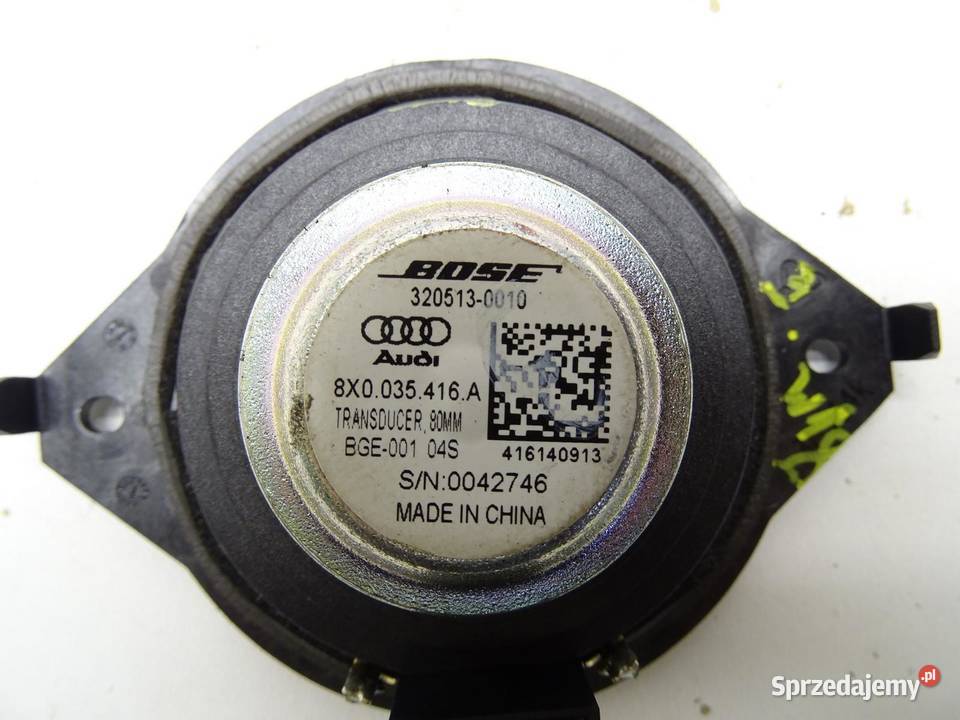 BOSE
320513-0010
Audi
8X0.035.416.A
TRANSDUCER, 80MM
BGE-001 04S
416140913
S/N:0042746
MADE IN CHINA
Sprzedajemy.pl